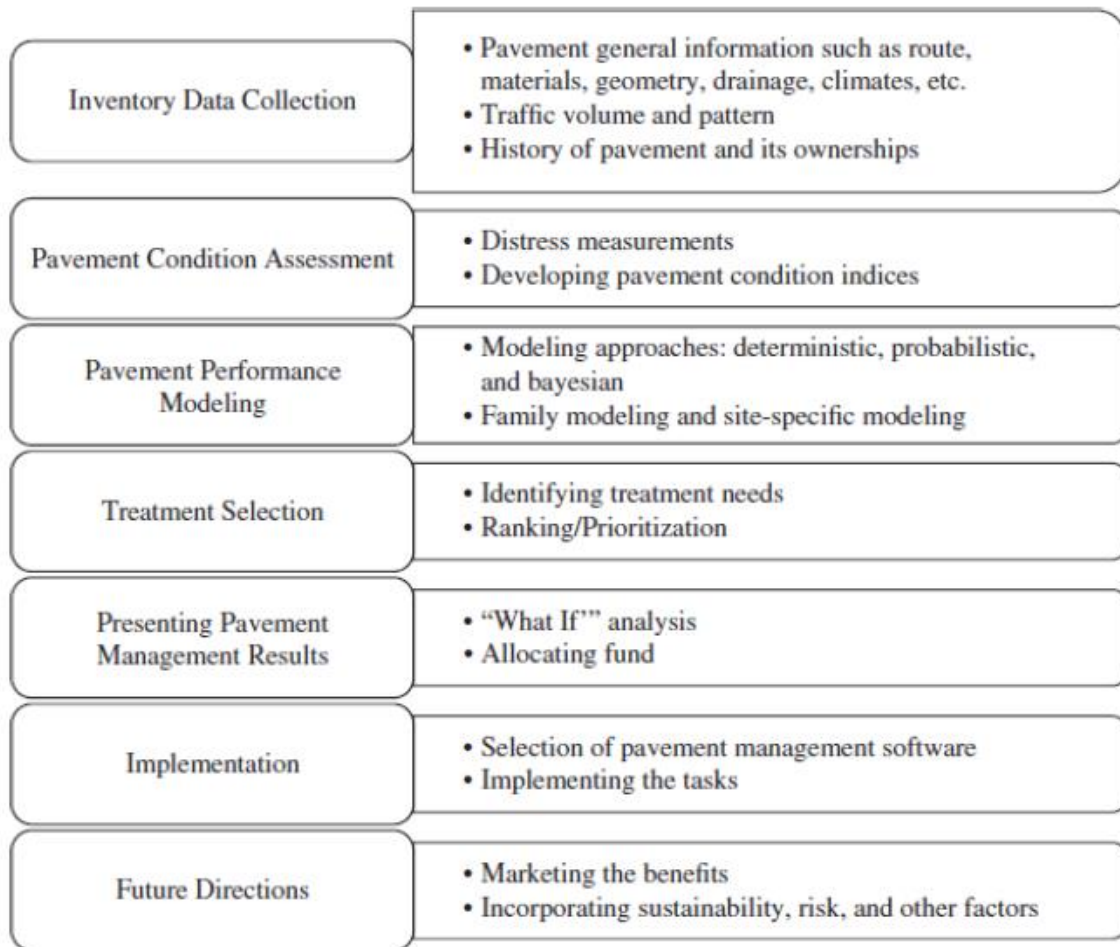 Inventory Data Collection
• Pavement general information such as route,
materials, geometry, drainage, climates, etc.
• Traffic volume and pattern
• History of pavement and its ownerships
Pavement Condition Assessment
• Distress measurements
• Developing pavement condition indices
Pavement Performance
Modeling
• Modeling approaches: deterministic, probabilistic,
and bayesian
• Family modeling and site-specific modeling
Treatment Selection
• Identifying treatment needs
• Ranking/Prioritization
Presenting Pavement
Management Results
• “What If’” analysis
• Allocating fund
Implementation
• Selection of pavement management software
• Implementing the tasks
Future Directions
• Marketing the benefits
• Incorporating sustainability, risk, and other factors